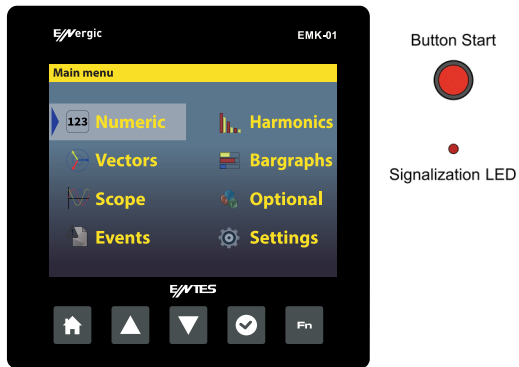 ENergic
EMK-01
Main menu
123 Numeric
Harmonics
Vectors
Bargraphs
Scope
Optional
Events
Settings
ENTES
Fn
Button Start
Signalization LED